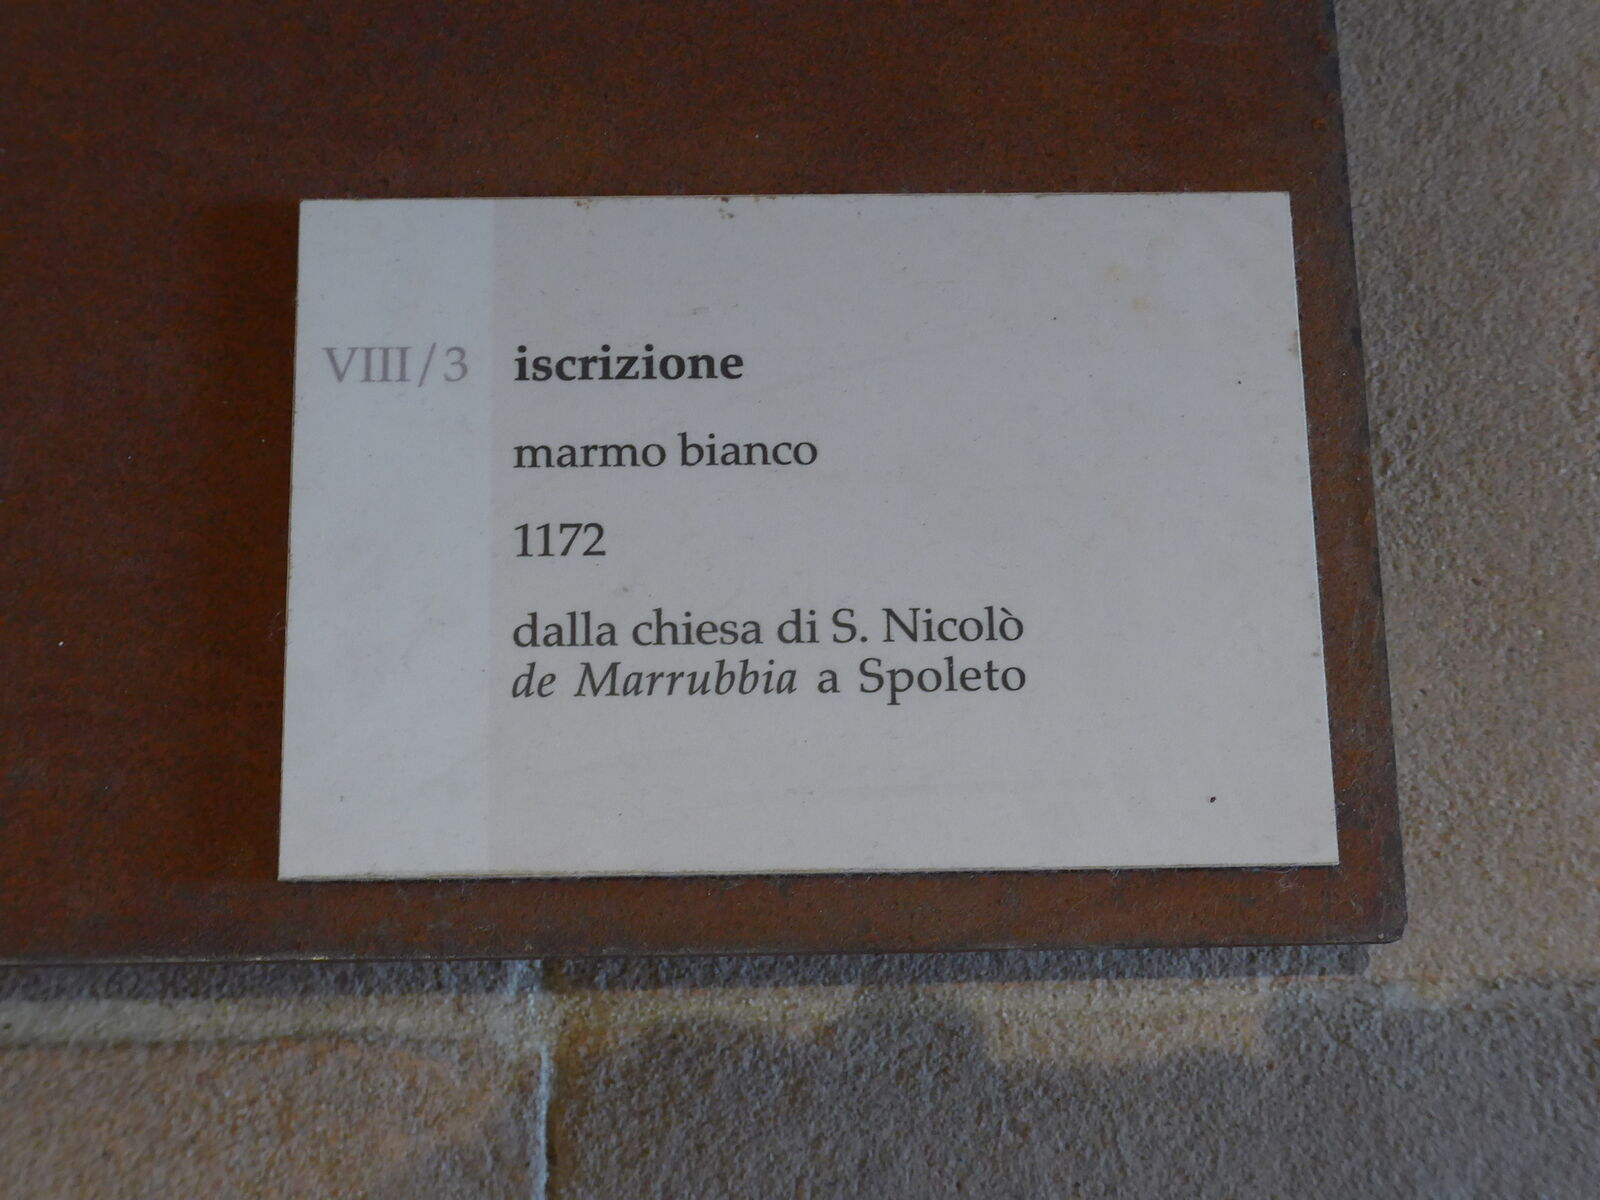 VIII/3 iscrizione
marmo bianco
1172
dalla chiesa di S. Nicolò
de Marrubbia a Spoleto